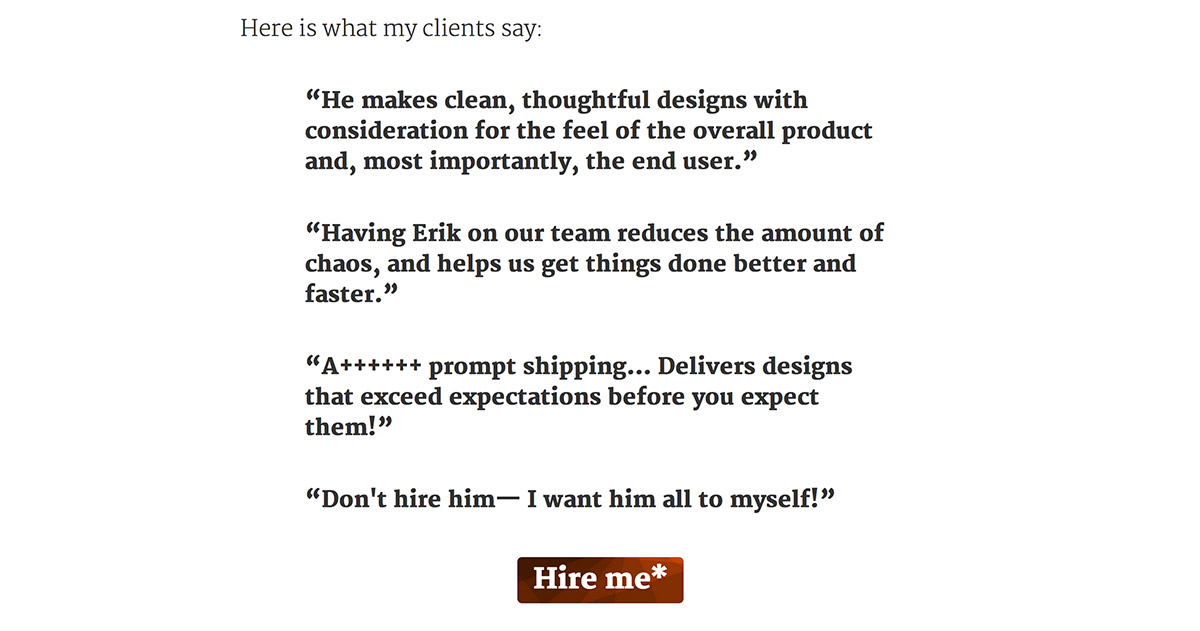 Here is what my clients say:
“He makes clean, thoughtful designs with
consideration for the feel of the overall product
and, most importantly, the end user.”
“Having Erik on our team reduces the amount of
chaos, and helps us get things done better and
faster.”
“A++++++ prompt shipping... Delivers designs
that exceed expectations before you expect
them!”
“Don't hire him— I want him all to myself!”
Hire me*